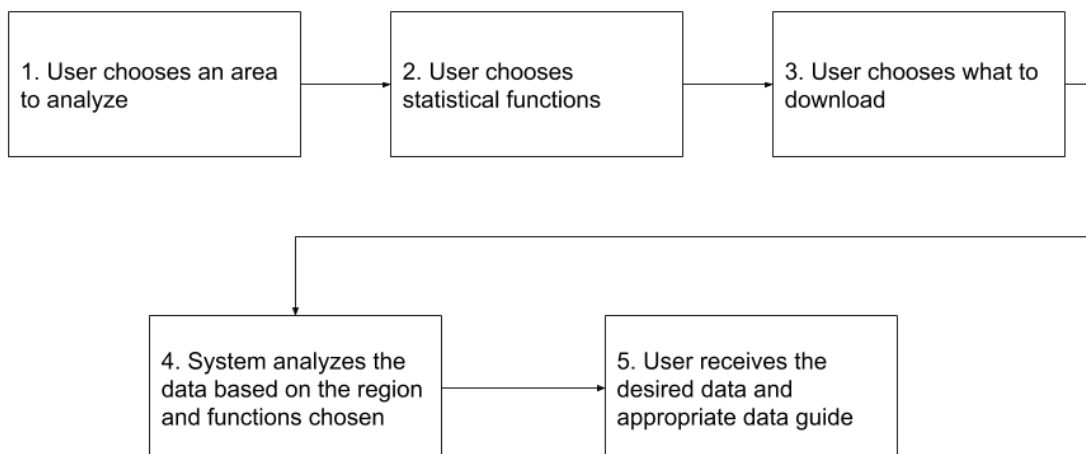 1. User chooses an area
to analyze
2. User chooses
statistical functions
3. User chooses what to
download
4. System analyzes the
data based on the region
and functions chosen
5. User receives the
desired data and
appropriate data guide